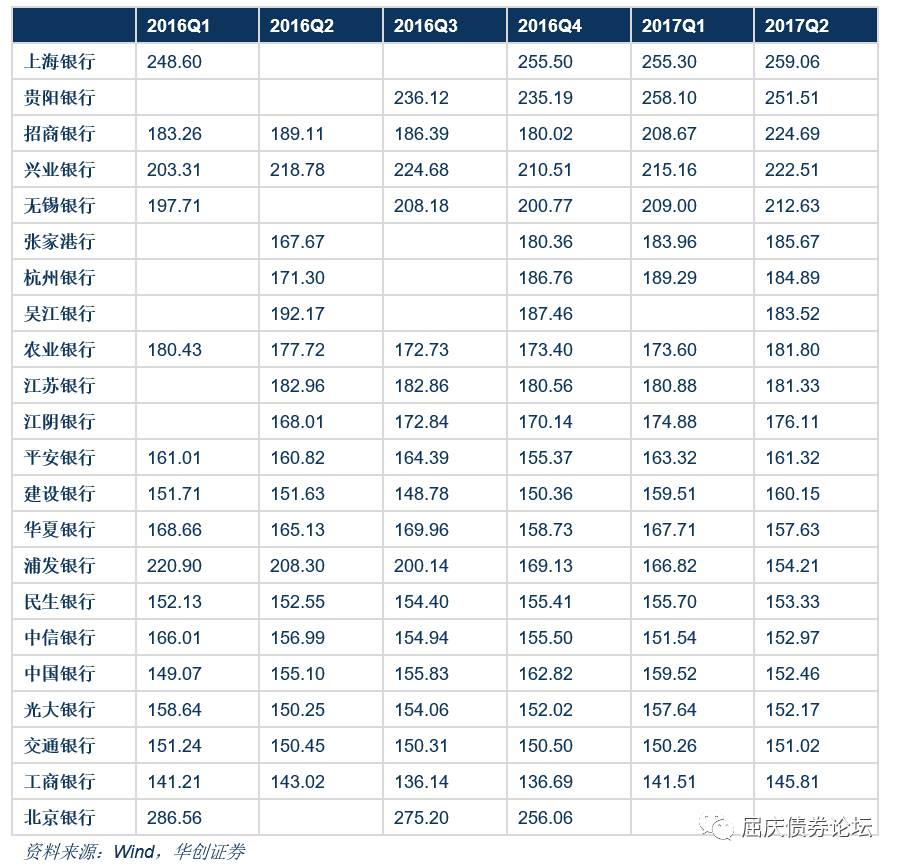 2016Q1 2016Q2 2016Q3 2016Q4 2017Q1 2017Q2
上海银行 248.60 255.50 255.30 259.06
贵阳银行 236.12 235.19 258.10 251.51
招商银行 183.26 189.11 186.39 180.02 208.67 224.69
兴业银行 203.31 218.78 224.68 210.51 215.16 222.51
无锡银行 197.71 208.18 200.77 209.00 212.63
张家港行 167.67 180.36 183.96 185.67
杭州银行 171.30 186.76 189.29 184.89
吴江银行 192.17 187.46 183.52
农业银行 180.43 177.72 172.73 173.40 173.60 181.80
江苏银行 182.96 182.86 180.56 180.88 181.33
江阴银行 168.01 172.84 170.14 174.88 176.11
平安银行 161.01 160.82 164.39 155.37 163.32 161.32
建设银行 151.71 151.63 148.78 150.36 159.51 160.15
华夏银行 168.66 165.13 169.96 158.73 167.71 157.63
浦发银行 220.90 208.30 200.14 169.13 166.82 154.21
民生银行 152.13 152.55 154.40 155.41 155.70 153.33
中信银行 166.01 156.99 154.94 155.50 151.54 152.97
中国银行 149.07 155.10 155.83 162.82 159.52 152.46
光大银行 158.64 150.25 154.06 152.02 157.64 152.17
交通银行 151.24 150.45 150.31 150.50 150.26 151.02
工商银行 141.21 143.02 136.14 136.69 141.51 145.81
北京银行 286.56 275.20 256.06
屈庆债券论坛
资料来源：Wind，华创证券